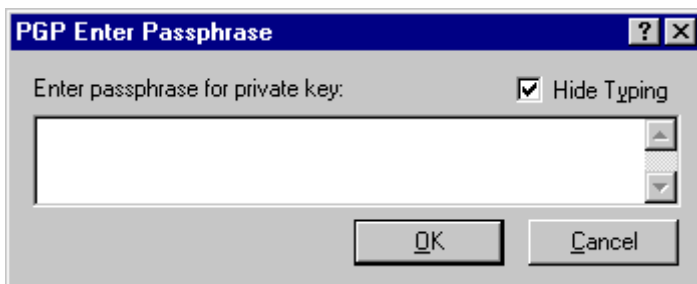 PGP Enter Passphrase
Enter passphrase for private key: Hide Typing
OK Cancel